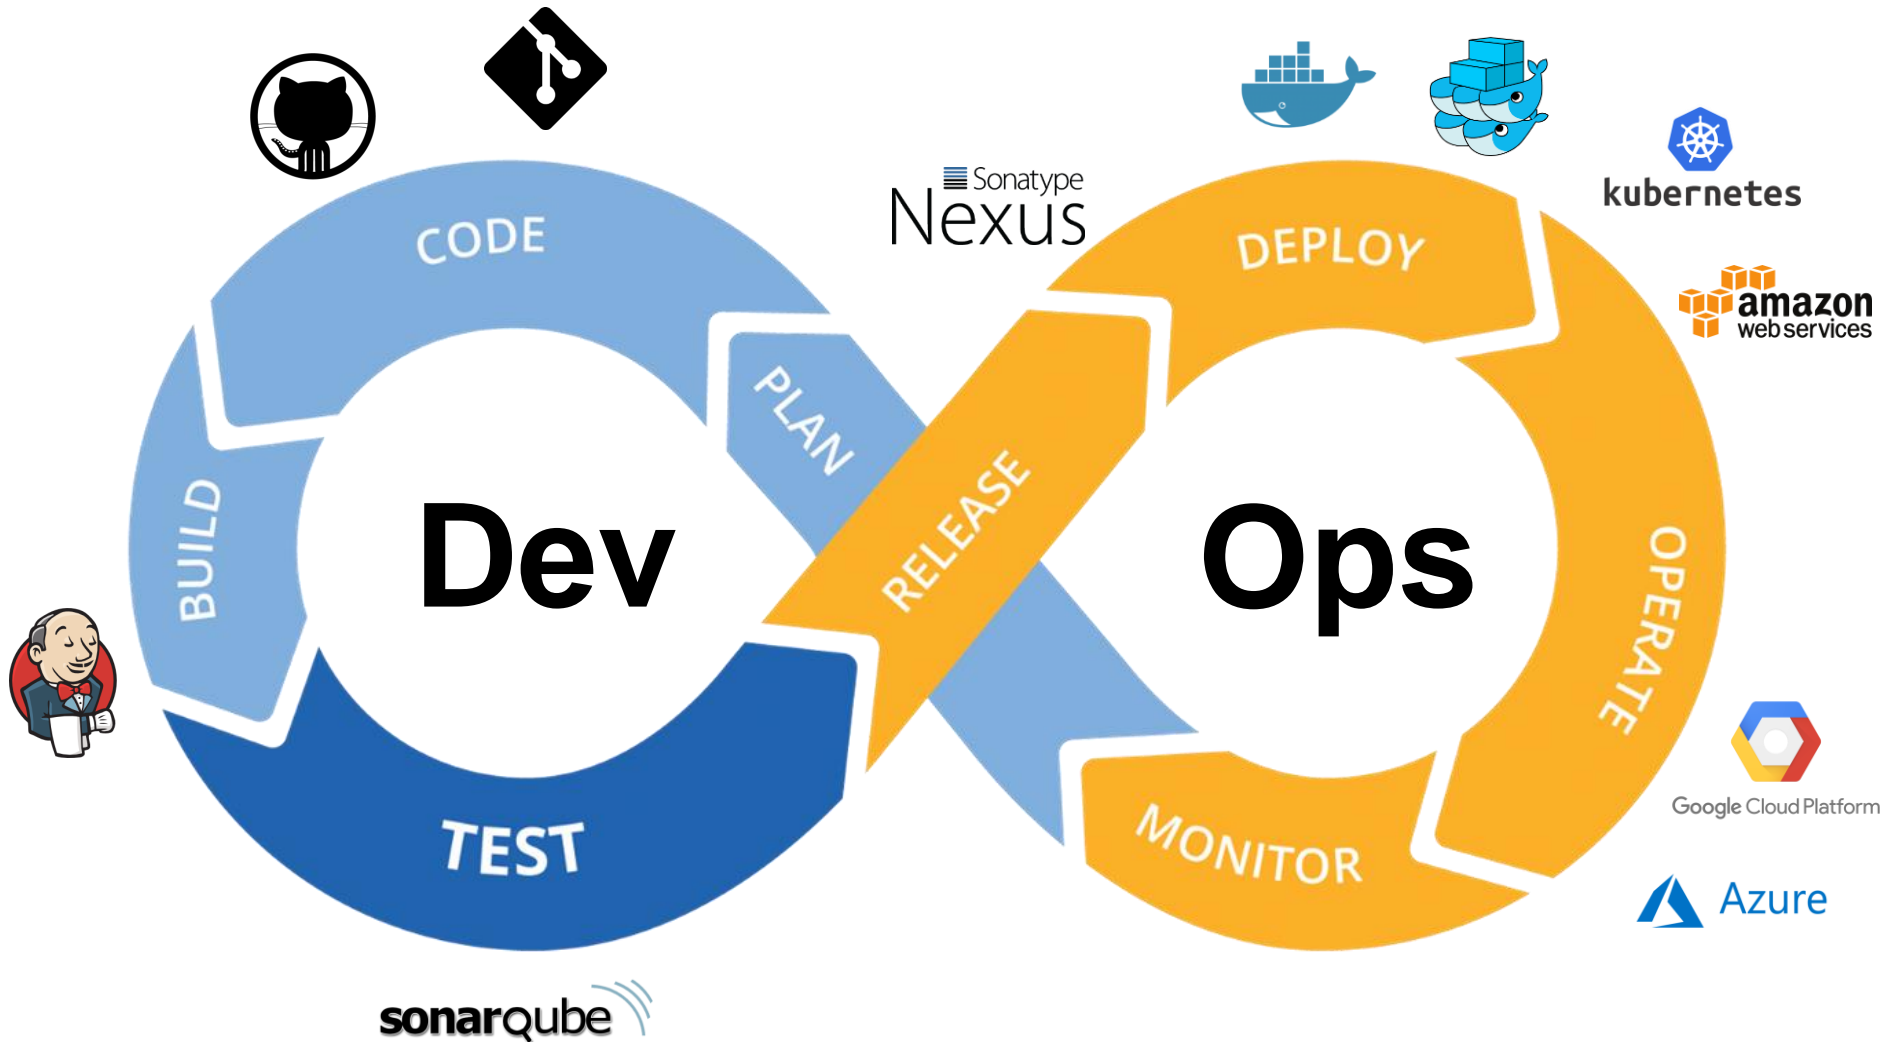 Sonatype
Nexus
kubernetes
CODE
DEPLOY
amazon
web services
PLAN
BUILD
Dev
RELEASE
Ops
OPERATE
TEST
MONITOR
Google Cloud Platform
Azure
sonarqube